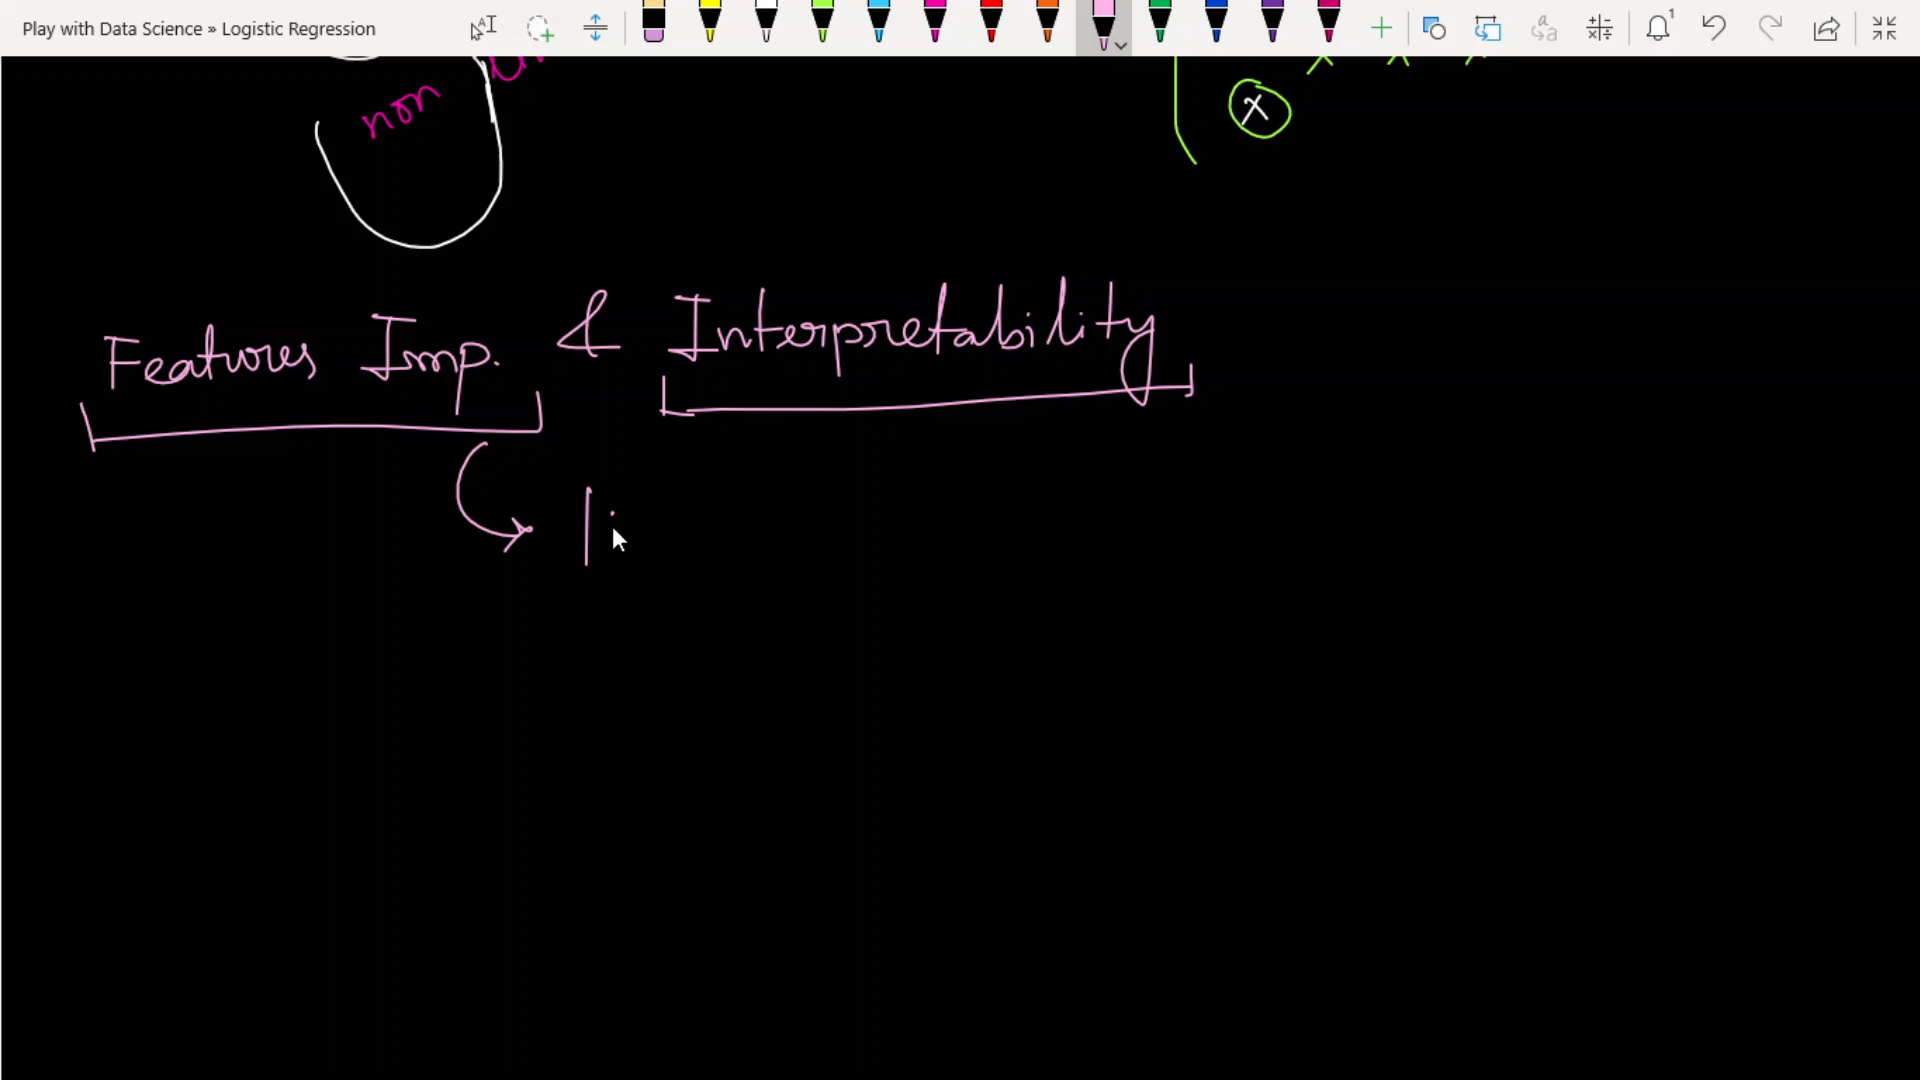 Play with Data Science » Logistic Regression
non
x
Features Imp. & Interpretability